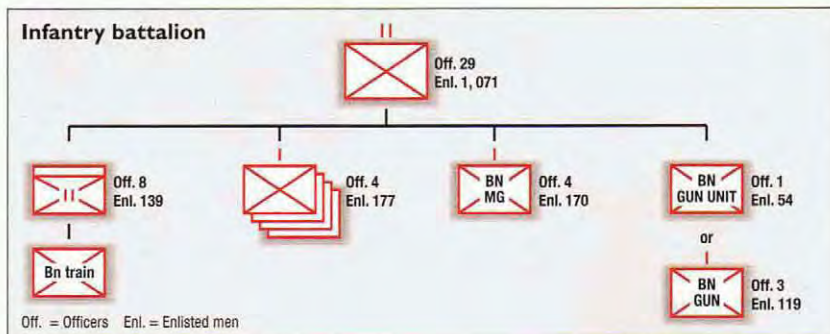 Infantry battalion
Off. 29
Enl. 1, 071
Off. 8
Enl. 139
Off. 4
Enl. 177
BN
MG
Off. 4
Enl. 170
BN
GUN UNIT
Off. 1
Enl. 54
or
Bn train
BN
GUN
Off. 3
Enl. 119
Off. = Officers Enl. = Enlisted men